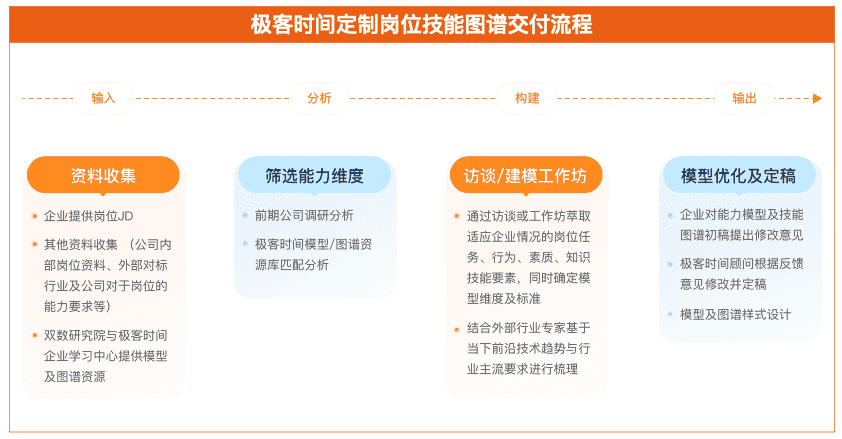 极客时间定制岗位技能图谱交付流程
输入
分析
构建
输出
资料收集
企业提供岗位JD
其他资料收集 （公司内
部岗位资料、外部对标
行业及公司对于岗位的
能力要求等）
双数研究院与极客时间
企业学习中心提供模型
及图谱资源
筛选能力维度
前期公司调研分析
极客时间模型/图谱资
源库匹配分析
访谈/建模工作坊
通过访谈或工作坊萃取
适应企业情况的岗位任
务、行为、素质、知识
技能要素，同时确定模
型维度及标准
结合外部行业专家基于
当下前沿技术趋势与行
业主流要求进行梳理
模型优化及定稿
企业对能力模型及技能
图谱初稿提出修改意见
极客时间顾问根据反馈
意见修改并定稿
模型及图谱样式设计